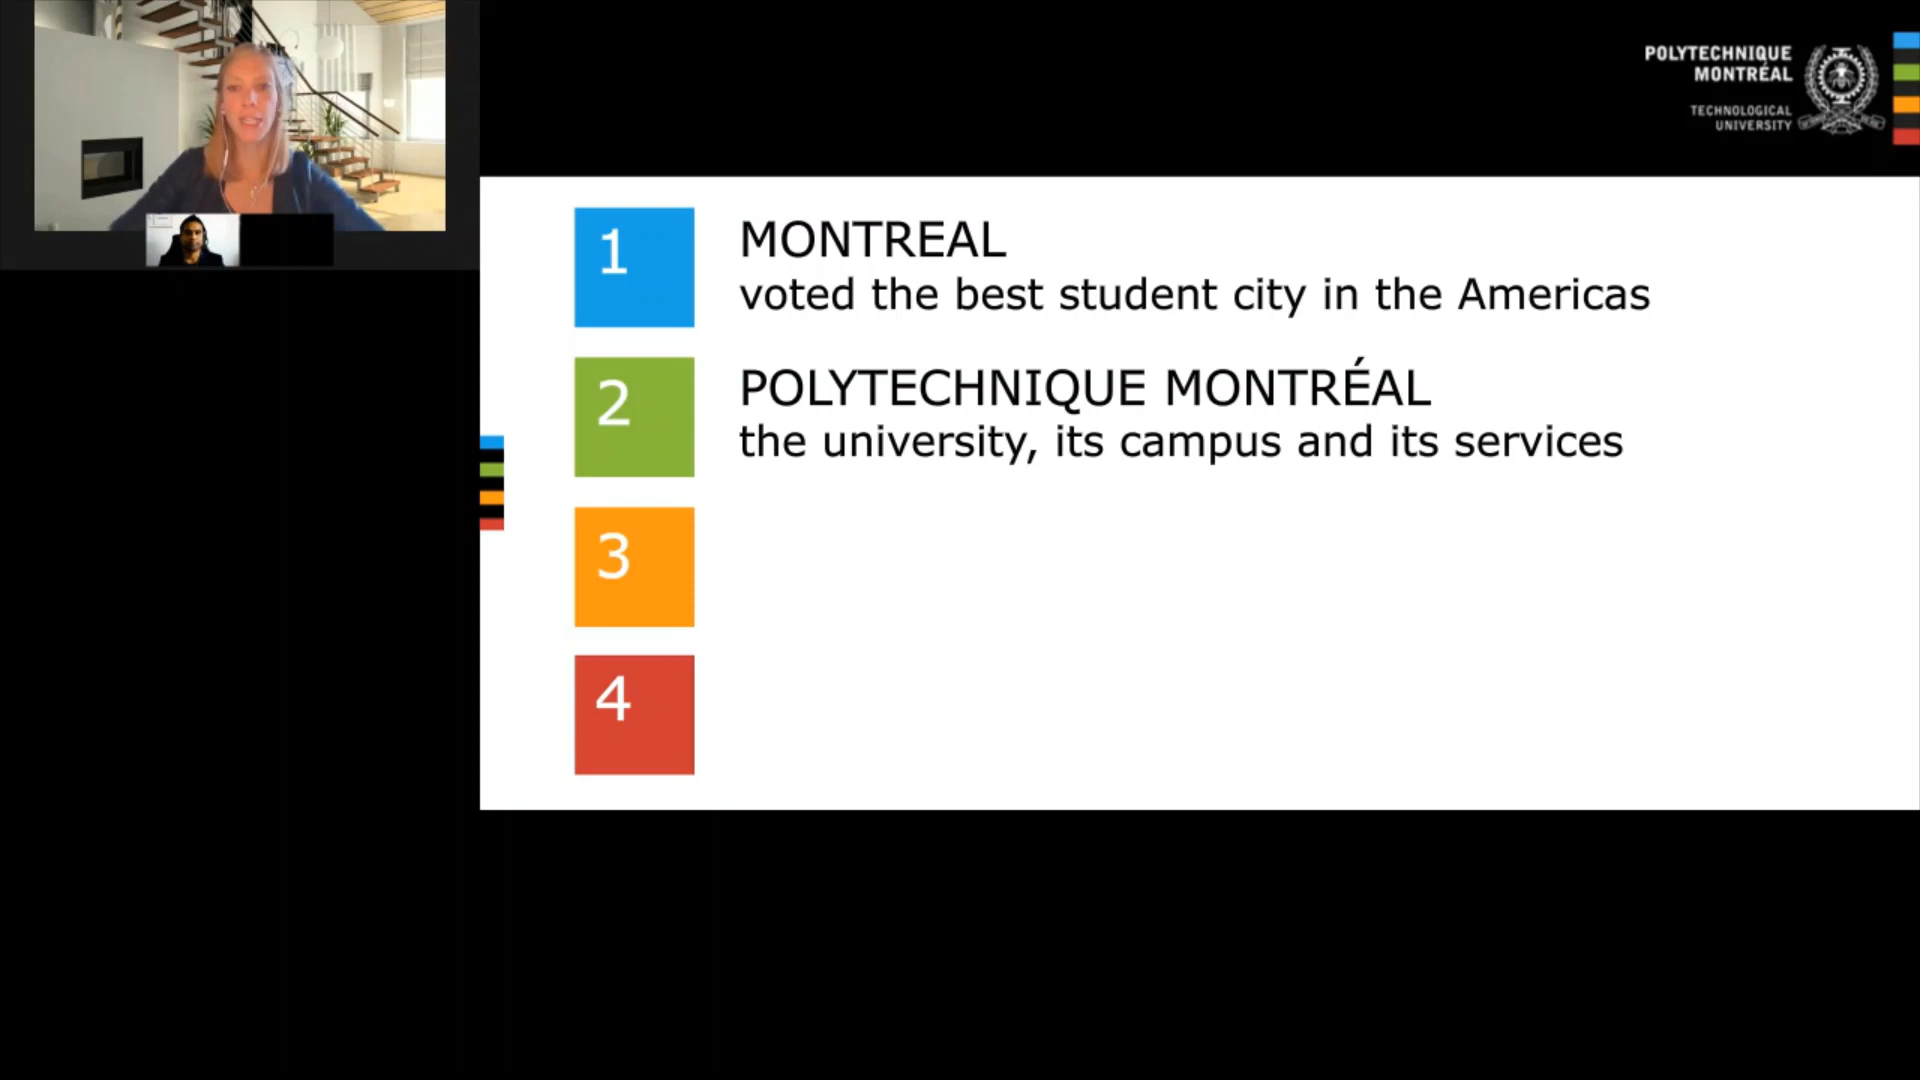 POLYTECHNIQUE
MONTRÉAL
TECHNOLOGICAL
UNIVERSITY
1
MONTREAL
voted the best student city in the Americas
2
POLYTECHNIQUE MONTRÉAL
the university, its campus and its services
3
4